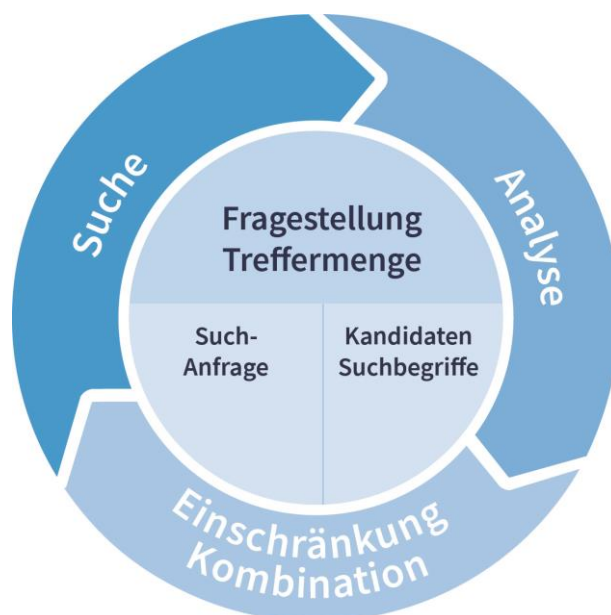 Suche
Analyse
Fragestellung
Treffermenge
Such-
Anfrage
Kandidaten
Suchbegriffe
Einschränkung
Kombination